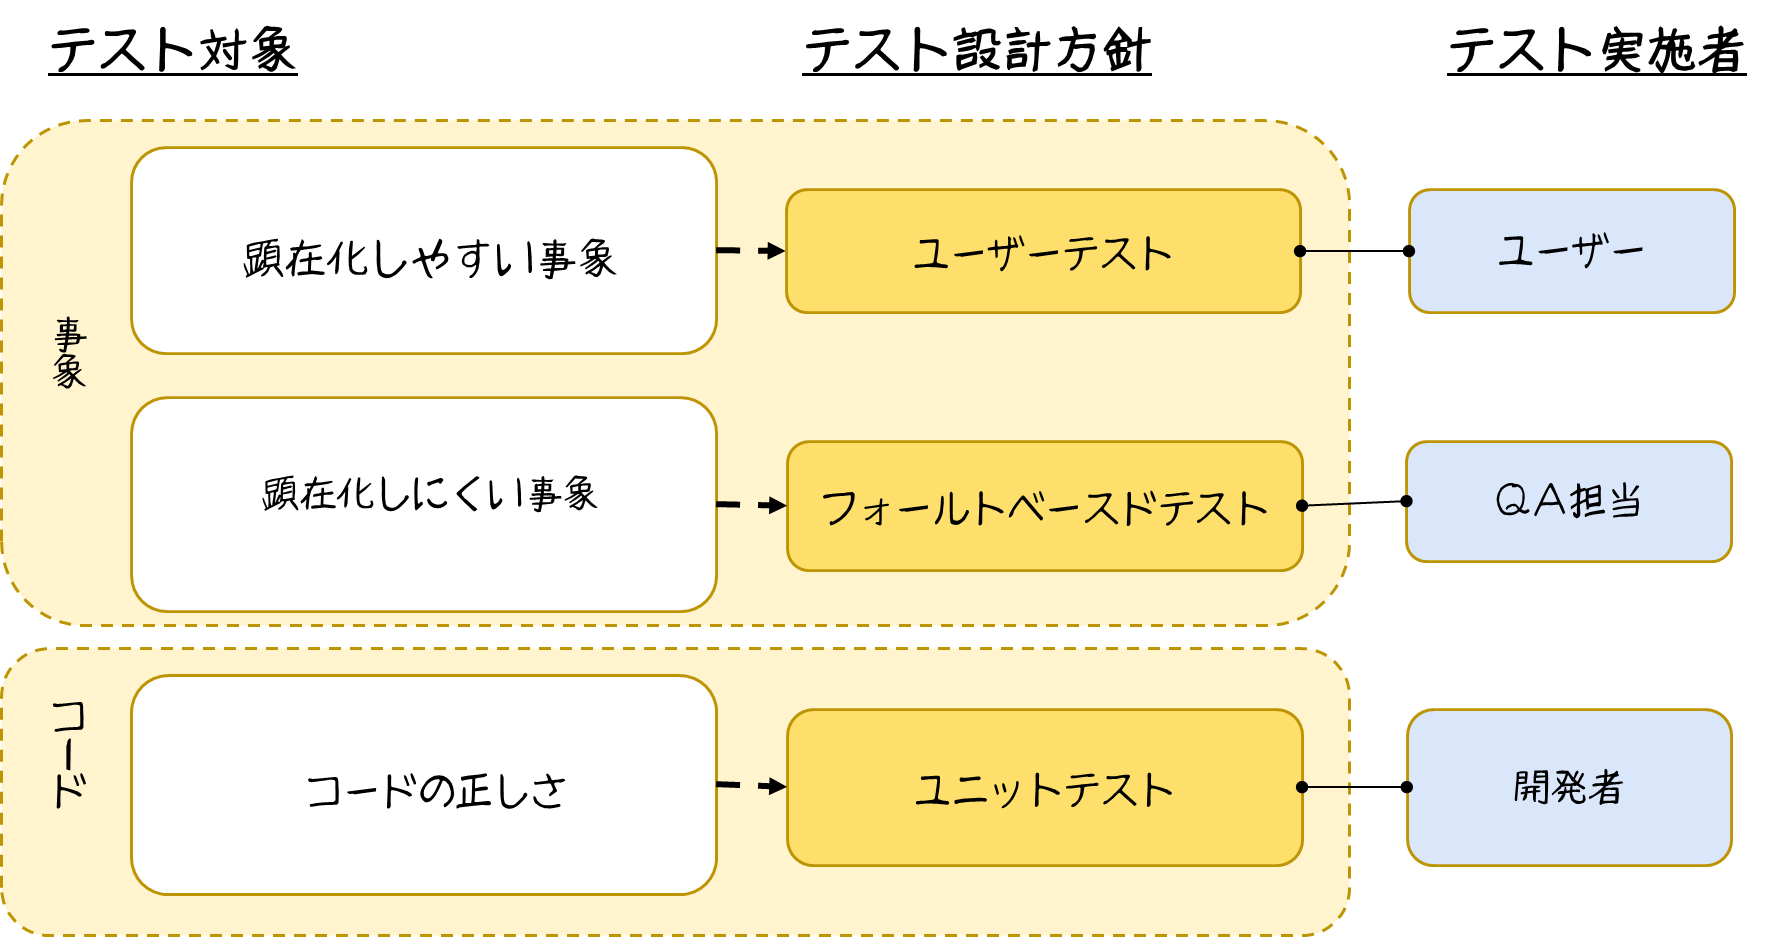 テスト対象
テスト設計方針
テスト実施者
事象
顕在化しやすい事象
ユーザーテスト
ユーザー
顕在化しにくい事象
フォールトベースドテスト
QA担当
コード
コードの正しさ
ユニットテスト
開発者